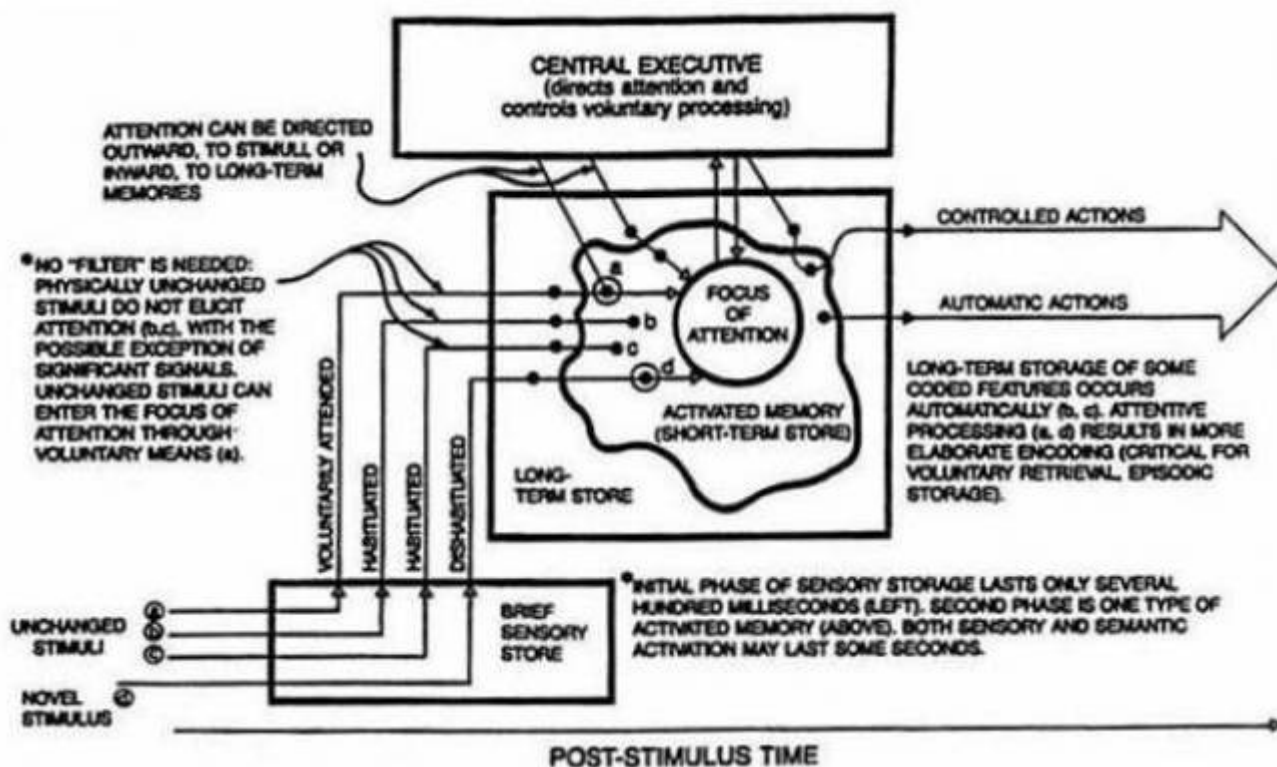 CENTRAL EXECUTIVE
(directs attention and
controls voluntary processing)
ATTENTION CAN BE DIRECTED
OUTWARD, TO STIMULI, OR
INWARD, TO LONG-TERM
MEMORIES
• NO "FILTER" IS NEEDED:
PHYSICALLY UNCHANGED
STIMULI DO NOT ELICIT
ATTENTION (b,c), WITH THE
POSSIBLE EXCEPTION OF
SIGNIFICANT SIGNALS.
UNCHANGED STIMULI CAN
ENTER THE FOCUS OF
ATTENTION THROUGH
VOLUNTARY MEANS (a).
a
b
c
d
FOCUS
OF
ATTENTION
ACTIVATED MEMORY
(SHORT-TERM STORE)
LONG-
TERM STORE
CONTROLLED ACTIONS
AUTOMATIC ACTIONS
LONG-TERM STORAGE OF SOME
CODED FEATURES OCCURS
AUTOMATICALLY (b, c). ATTENTIVE
PROCESSING (a, d) RESULTS IN MORE
ELABORATE ENCODING (CRITICAL FOR
VOLUNTARY RETRIEVAL, EPISODIC
STORAGE).
VOLUNTARILY ATTENDED
HABITUATED
HABITUATED
DISHABITUATED
UNCHANGED
STIMULI
a
b
c
NOVEL
STIMULUS
d
BRIEF
SENSORY
STORE
• INITIAL PHASE OF SENSORY STORAGE LASTS ONLY SEVERAL
HUNDRED MILLISECONDS (LEFT). SECOND PHASE IS ONE TYPE OF
ACTIVATED MEMORY (ABOVE). BOTH SENSORY AND SEMANTIC
ACTIVATION MAY LAST SOME SECONDS.
POST-STIMULUS TIME